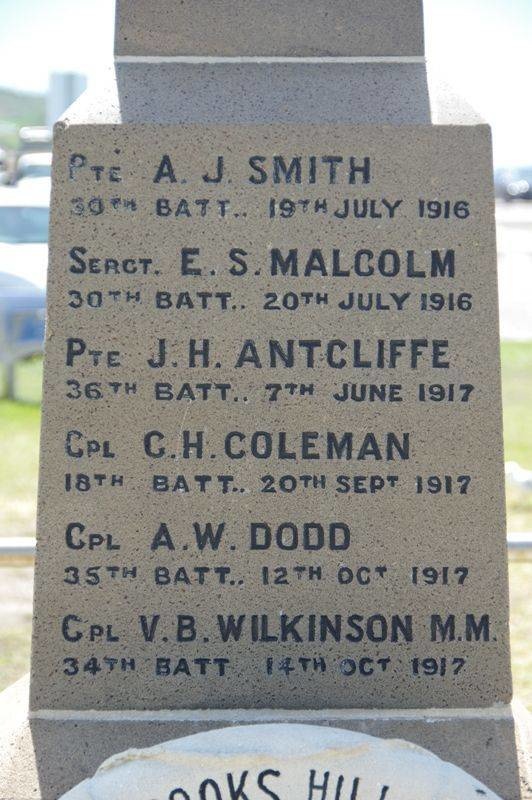 PTE A. J. SMITH
30TH BATT.. 19TH JULY 1916
SERGT. E. S. MALCOLM
30TH BATT.. 20TH JULY 1916
PTE J. H. ANTCLIFFE
36TH BATT.. 7TH JUNE 1917
CPL C. H. COLEMAN
18TH BATT.. 20TH SEPT 1917
CPL A. W. DODD
35TH BATT.. 12TH OCT 1917
CPL V. B. WILKINSON M.M.
34TH BATT 14TH OCT 1917
HILL